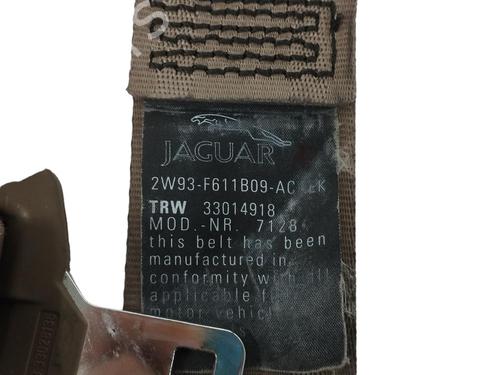 JAGUAR
2W93-F611B09-AC
TRW 33014918
MOD.-NR. 7128
this belt has been
manufactured in
conformity with all
applicable
motor vehicle